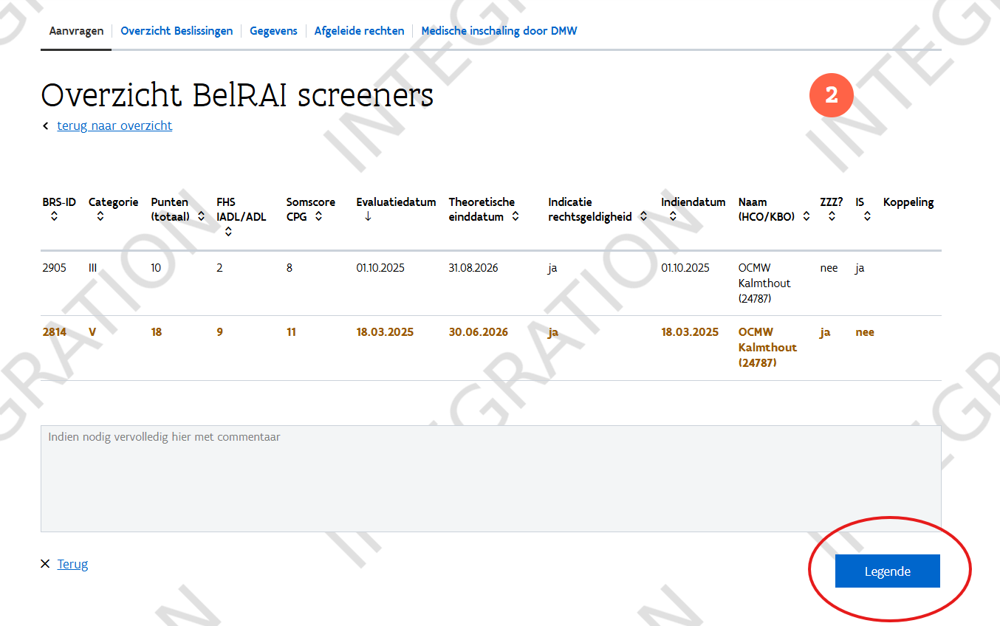 Aanvragen Overzicht Beslissingen Gegevens Afgeleide rechten Medische inschaling door DMW
Overzicht BelRAI screeners
2
terug naar overzicht
BRS-ID Categorie Punten (totaal) FHS IADL/ADL Somscore CPG Evaluatiedatum Theoretische einddatum Indicatie rechtsgeldigheid Indiendatum Naam (HCO/KBO) ZZZ? IS Koppeling
2905 III 10 2 8 01.10.2025 31.08.2026 ja 01.10.2025 OCMW Kalmthout (24787) nee ja
2814 V 18 9 11 18.03.2025 30.06.2026 ja 18.03.2025 OCMW Kalmthout (24787) ja nee
Indien nodig vervolledig hier met commentaar
Terug
Legende
INTEGRATION